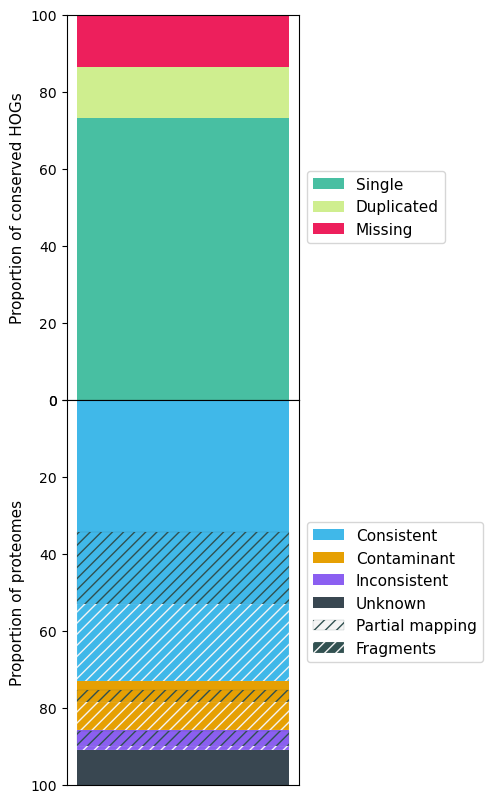 Proportion of conserved HOGs
100
80
60
40
20
0
Single
Duplicated
Missing
Proportion of proteomes
0
20
40
60
80
100
Consistent
Contaminant
Inconsistent
Unknown
Partial mapping
Fragments